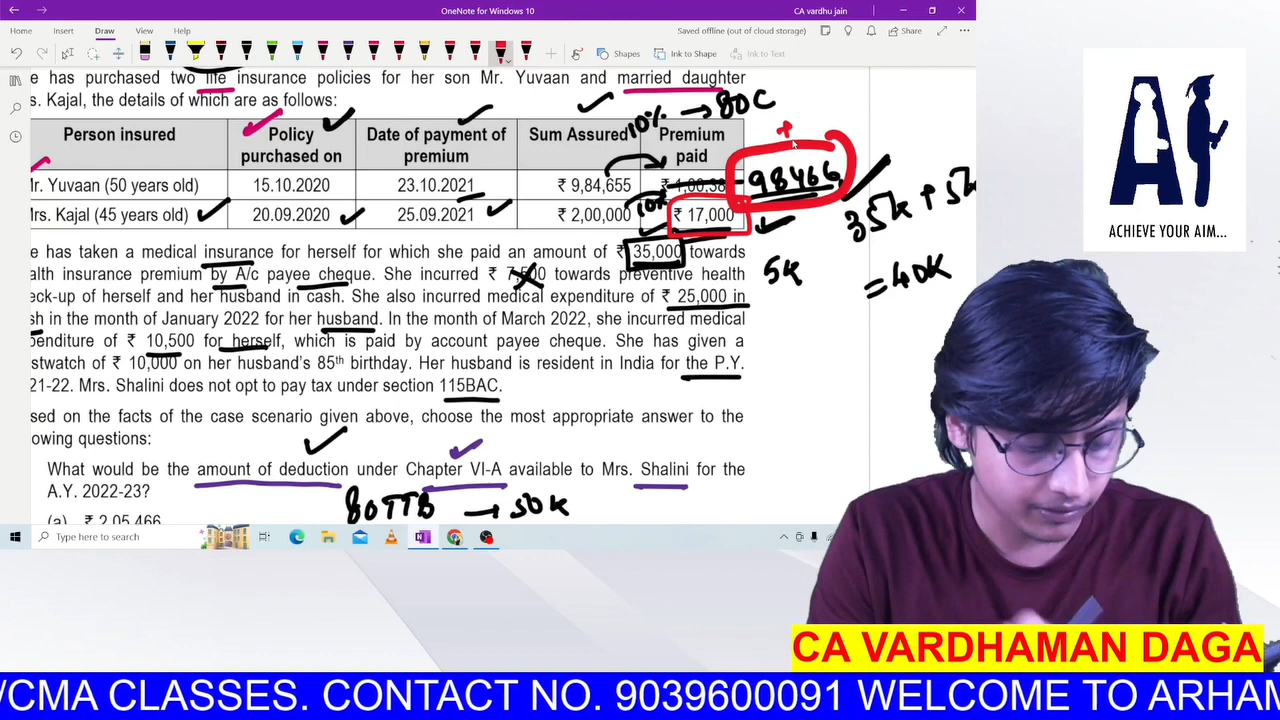 OneNote for Windows 10
CA vardhu jain
Home Insert Draw View Help
Saved offline (out of cloud storage)
Share
Shapes
Ink to Shape
Ink to Text
e has purchased two life insurance policies for her son Mr. Yuvaan and married daughter
s. Kajal, the details of which are as follows:
10% → 80C
Person insured Policy purchased on Date of payment of premium Sum Assured Premium paid
+
r. Yuvaan (50 years old) 15.10.2020 23.10.2021 ₹ 9,84,655 98466
10%
Mrs. Kajal (45 years old) 20.09.2020 25.09.2021 ₹ 2,00,000 ₹ 17,000
35k + 5k
= 40k
5k
e has taken a medical insurance for herself for which she paid an amount of ₹ 35,000 towards
alth insurance premium by A/c payee cheque. She incurred ₹ 7,500 towards preventive health
eck-up of herself and her husband in cash. She also incurred medical expenditure of ₹ 25,000 in
sh in the month of January 2022 for her husband. In the month of March 2022, she incurred medical
penditure of ₹ 10,500 for herself, which is paid by account payee cheque. She has given a
stwatch of ₹ 10,000 on her husband's 85th birthday. Her husband is resident in India for the P.Y.
21-22. Mrs. Shalini does not opt to pay tax under section 115BAC.
sed on the facts of the case scenario given above, choose the most appropriate answer to the
owing questions:
What would be the amount of deduction under Chapter VI-A available to Mrs. Shalini for the
A.Y. 2022-23?
80TTB → 50k
(a) ₹ 2,05,466
Type here to search
AI
ACHIEVE YOUR AIM...
CA VARDHAMAN DAGA
/CMA CLASSES. CONTACT NO. 9039600091 WELCOME TO ARHAM